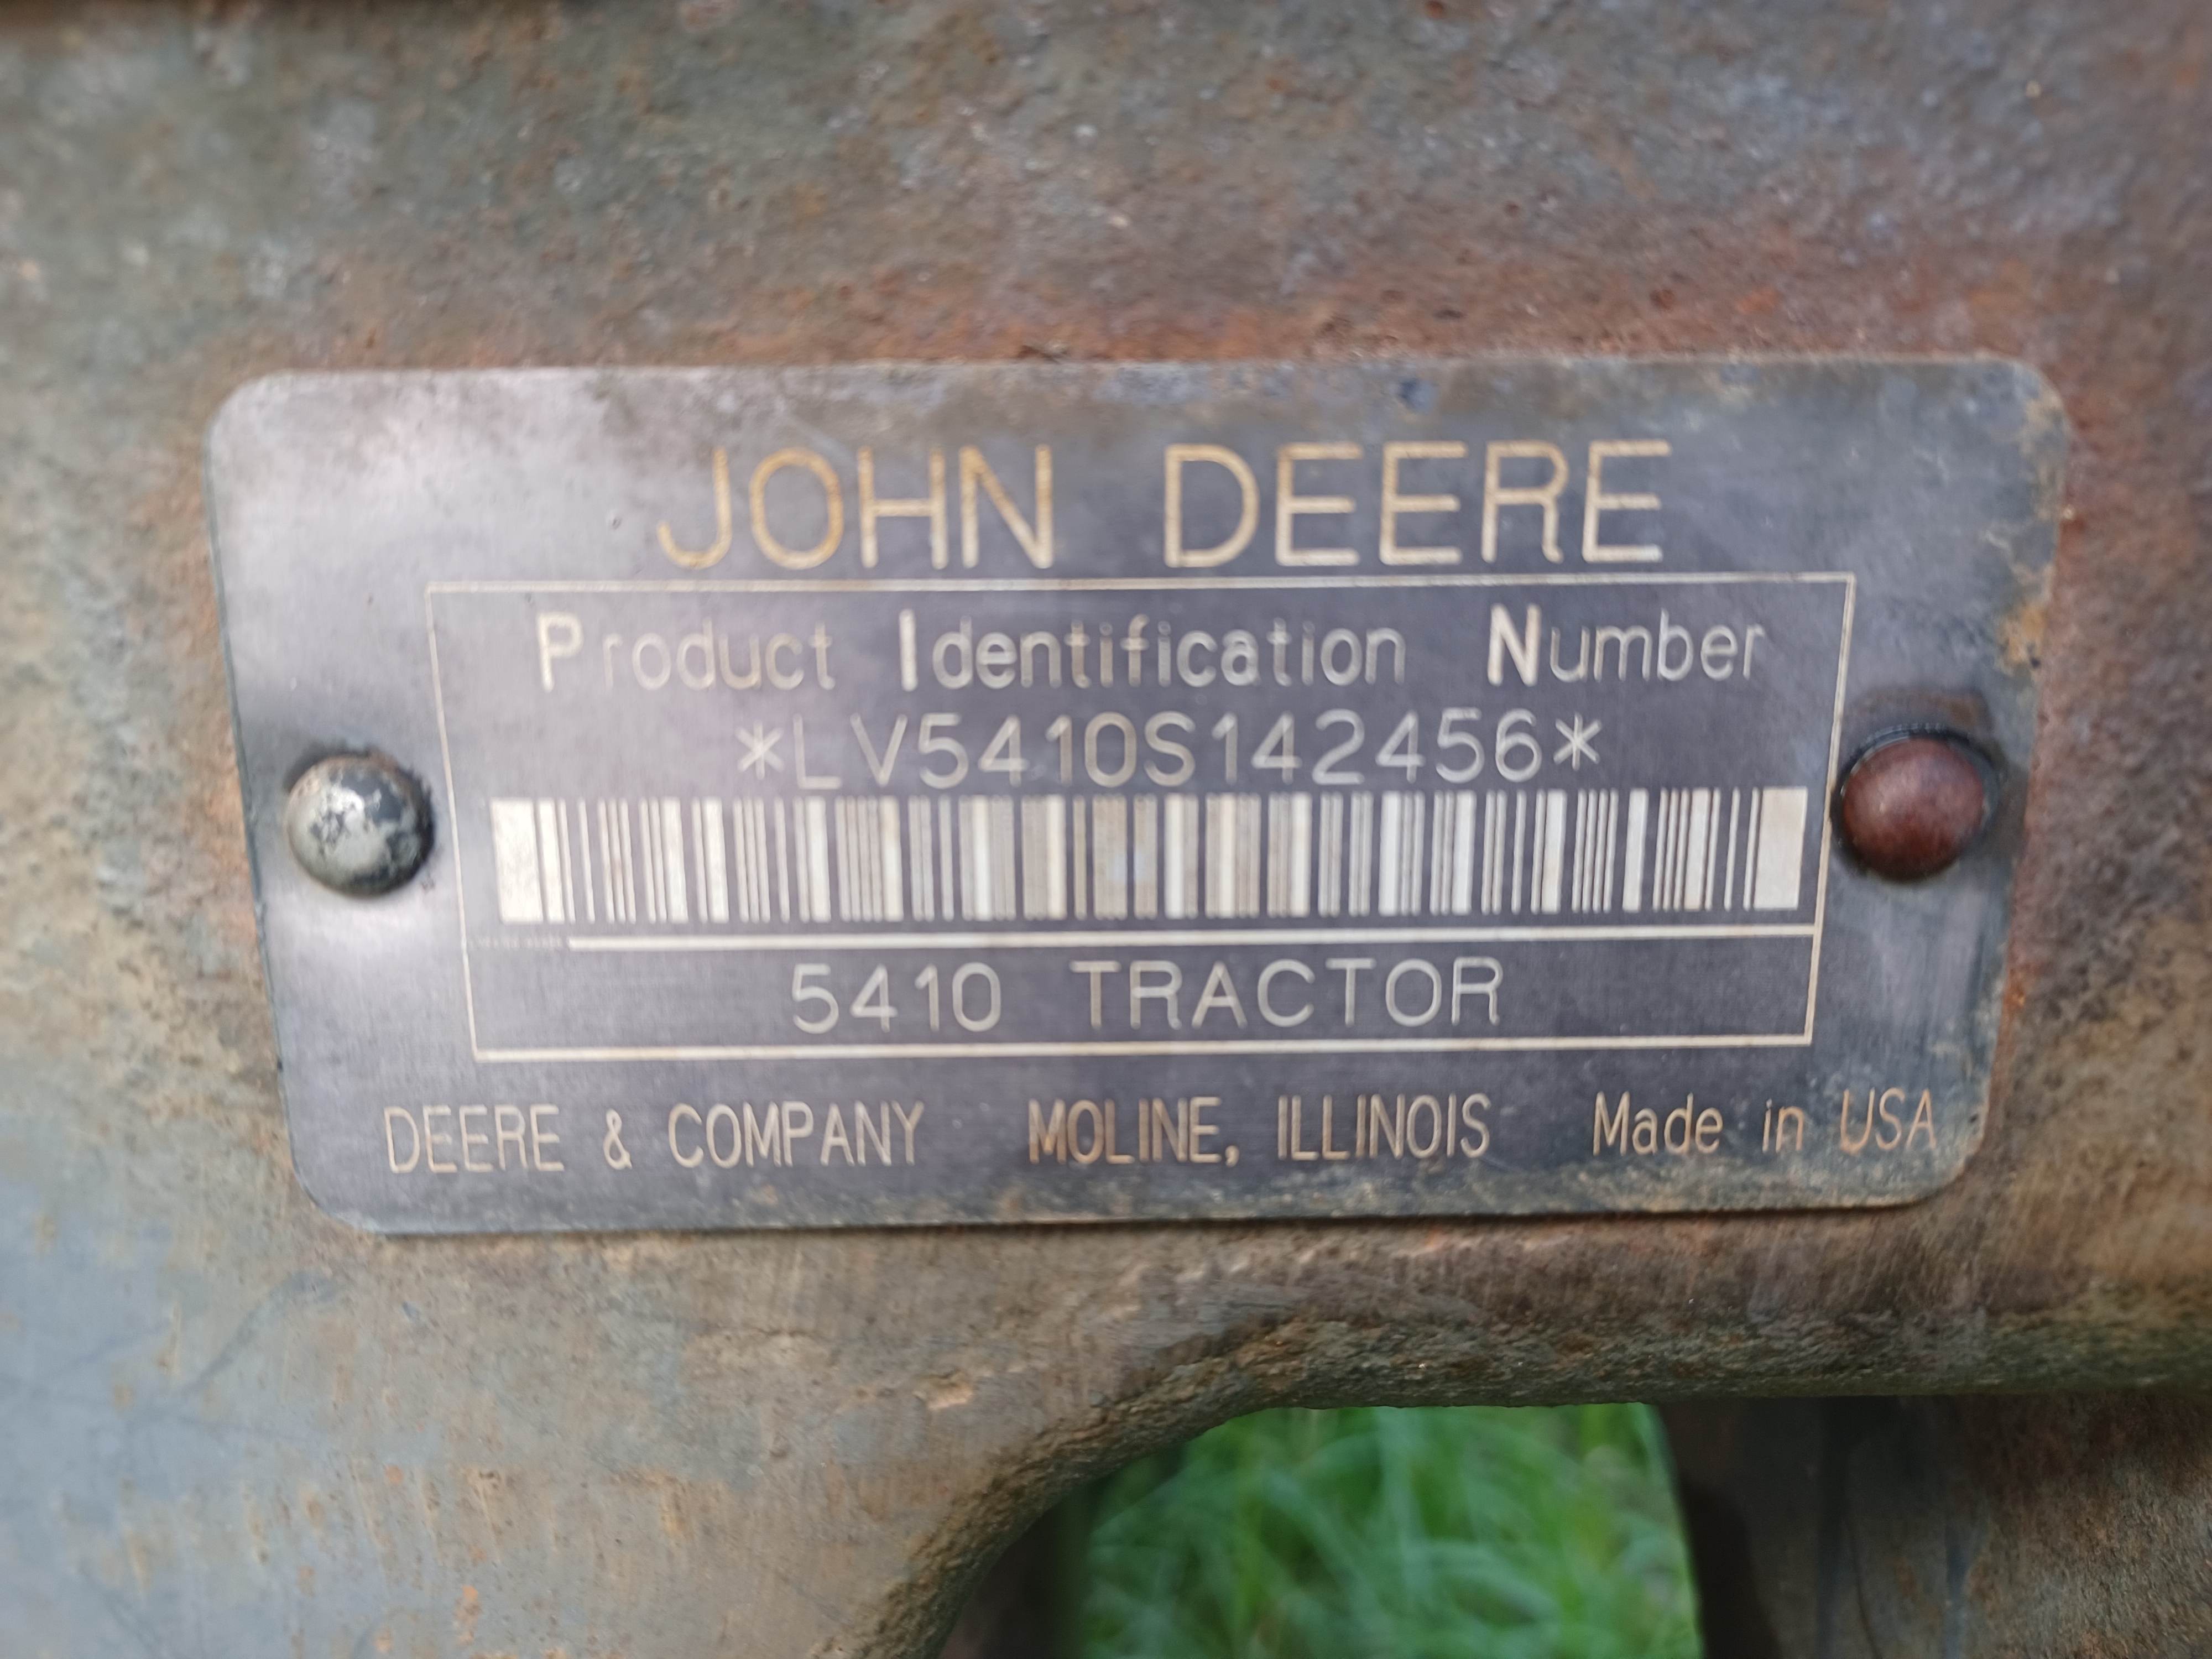 JOHN DEERE
Product Identification Number
*LV5410S142456*
5410 TRACTOR
DEERE & COMPANY MOLINE, ILLINOIS Made in USA